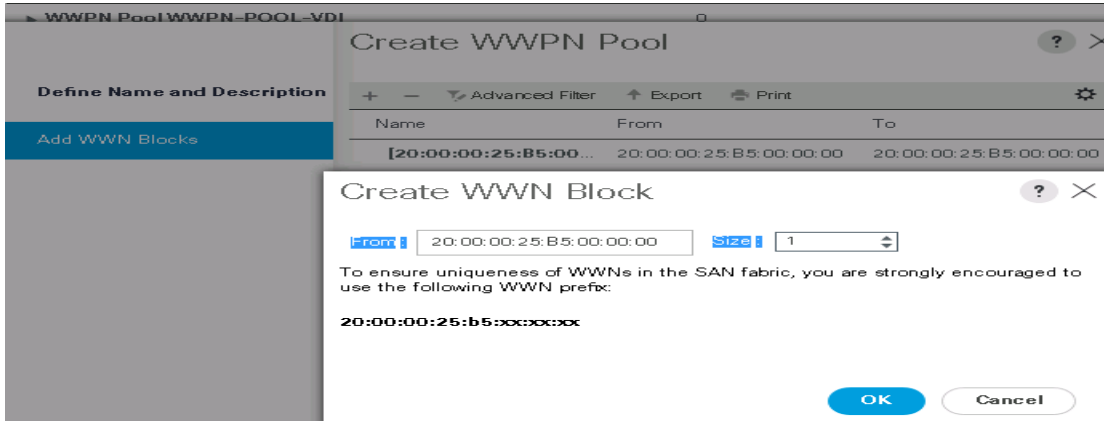 WWPN Pool WWPN-POOL-VDI 0
Create WWPN Pool ?
Define Name and Description
+ − Advanced Filter Export Print
Add WWN Blocks
Name From To
[20:00:00:25:B5:00... 20:00:00:25:B5:00:00:00 20:00:00:25:B5:00:00:00
Create WWN Block ?
From : 20:00:00:25:B5:00:00:00 Size : 1
To ensure uniqueness of WWNs in the SAN fabric, you are strongly encouraged to
use the following WWN prefix:
20:00:00:25:b5:xx:xx:xx
OK Cancel